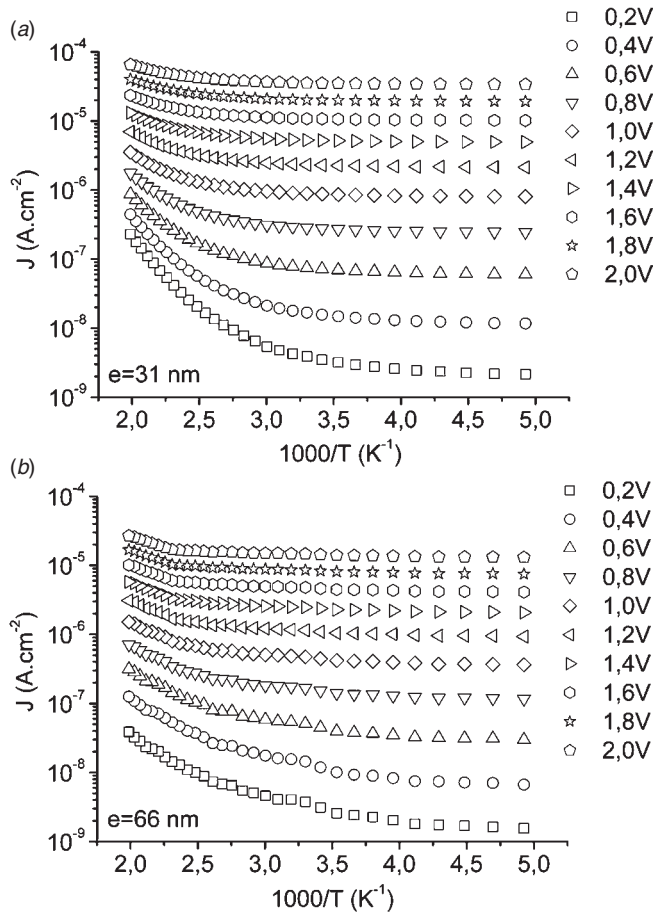 (a)
10⁻⁴
10⁻⁵
10⁻⁶
10⁻⁷
10⁻⁸
10⁻⁹
J (A.cm⁻²)
e=31 nm
2,0 2,5 3,0 3,5 4,0 4,5 5,0
1000/T (K⁻¹)
0,2V
0,4V
0,6V
0,8V
1,0V
1,2V
1,4V
1,6V
1,8V
2,0V
(b)
10⁻⁴
10⁻⁵
10⁻⁶
10⁻⁷
10⁻⁸
10⁻⁹
J (A.cm⁻²)
e=66 nm
2,0 2,5 3,0 3,5 4,0 4,5 5,0
1000/T (K⁻¹)
0,2V
0,4V
0,6V
0,8V
1,0V
1,2V
1,4V
1,6V
1,8V
2,0V